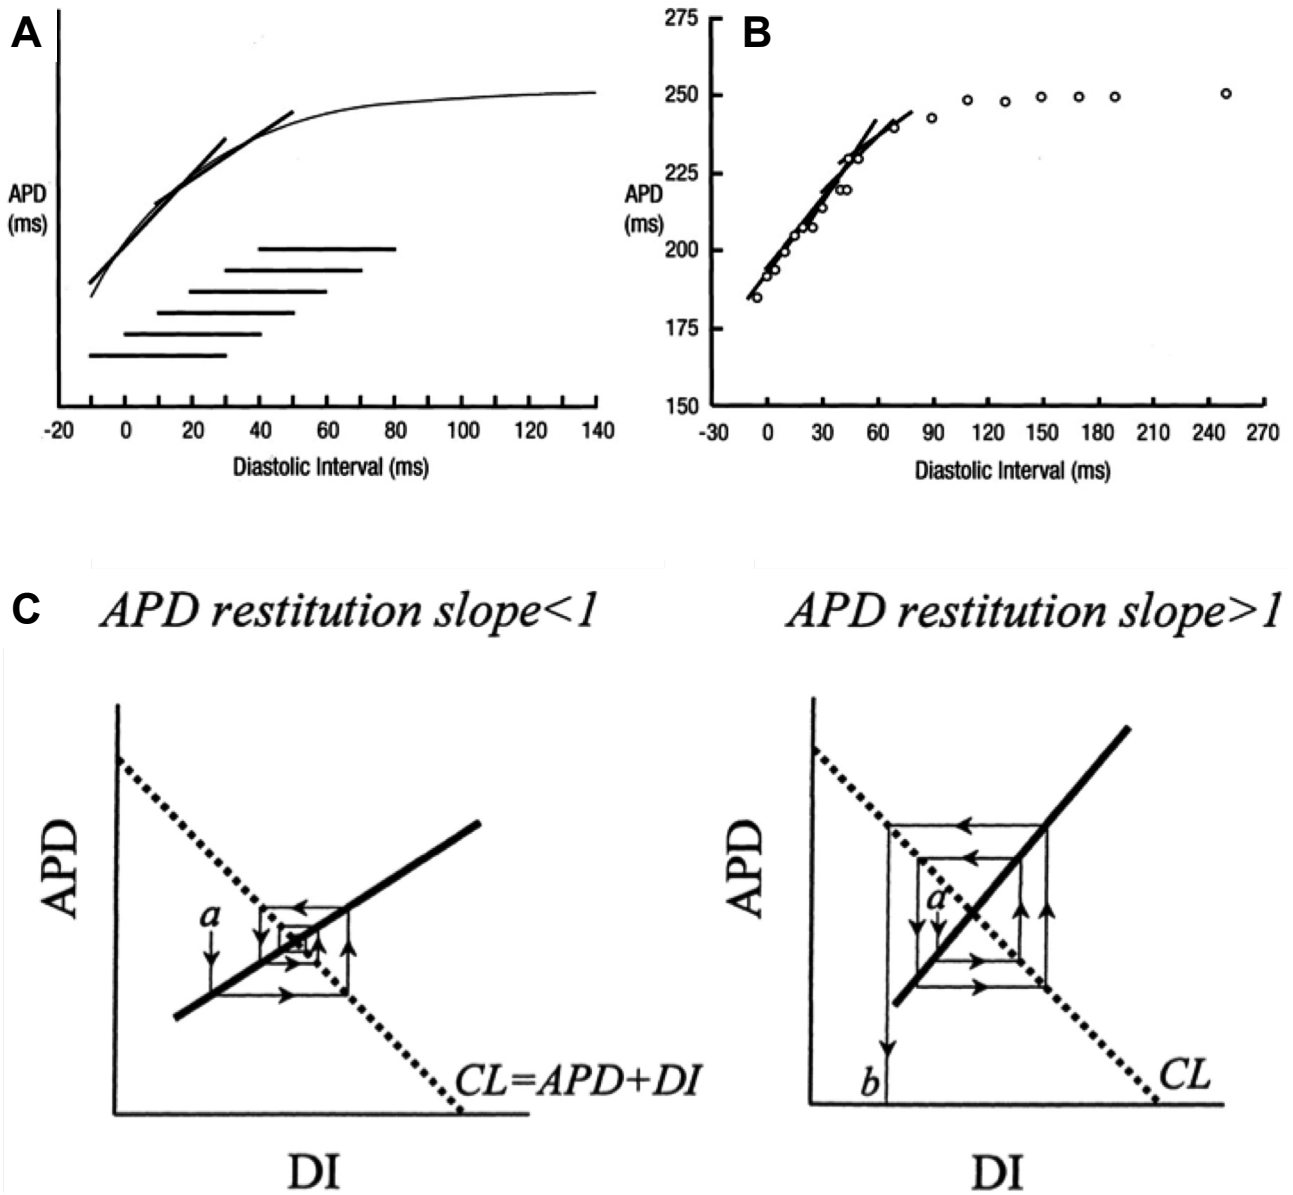 A
APD
(ms)
-20 0 20 40 60 80 100 120 140
Diastolic Interval (ms)
B
275
250
225
200
175
150
APD
(ms)
-30 0 30 60 90 120 150 180 210 240 270
Diastolic Interval (ms)
C
APD restitution slope<1
APD
a
CL=APD+DI
DI
APD restitution slope>1
APD
a
b
CL
DI